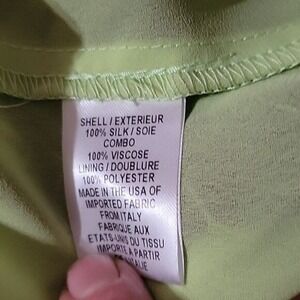 SHELL / EXTERIEUR
100% SILK / SOIE
COMBO
100% VISCOSE
LINING / DOUBLURE
100% POLYESTER
MADE IN THE USA OF
IMPORTED FABRIC
FROM ITALY
FABRIQUE AUX
ETATS-UNIS DU TISSU
IMPORTE A PARTIR